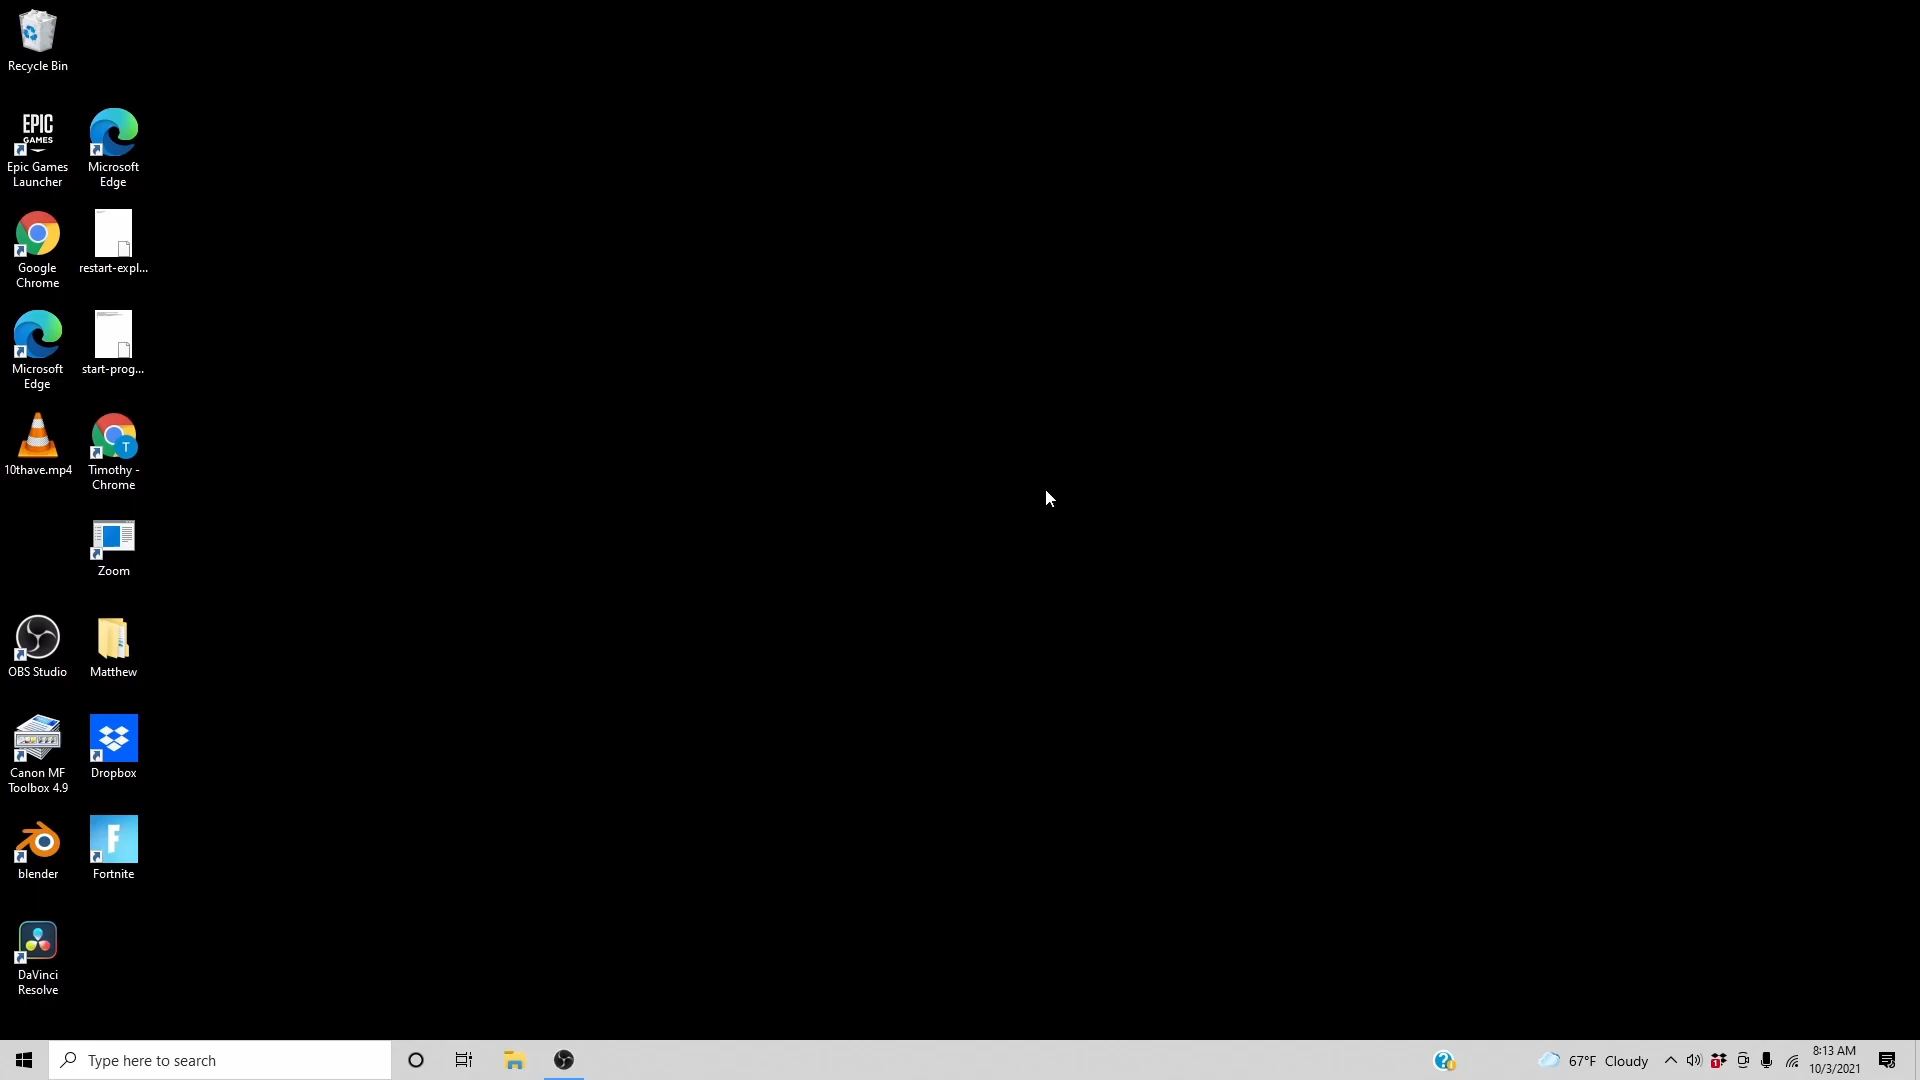 Recycle Bin
EPIC
GAMES
Epic Games
Launcher
Microsoft
Edge
Google
Chrome
restart-expl...
Microsoft
Edge
start-prog...
10thave.mp4
T
Timothy -
Chrome
Zoom
OBS Studio
Matthew
Canon MF
Toolbox 4.9
Dropbox
blender
F
Fortnite
DaVinci
Resolve
Type here to search
67°F Cloudy
8:13 AM
10/3/2021